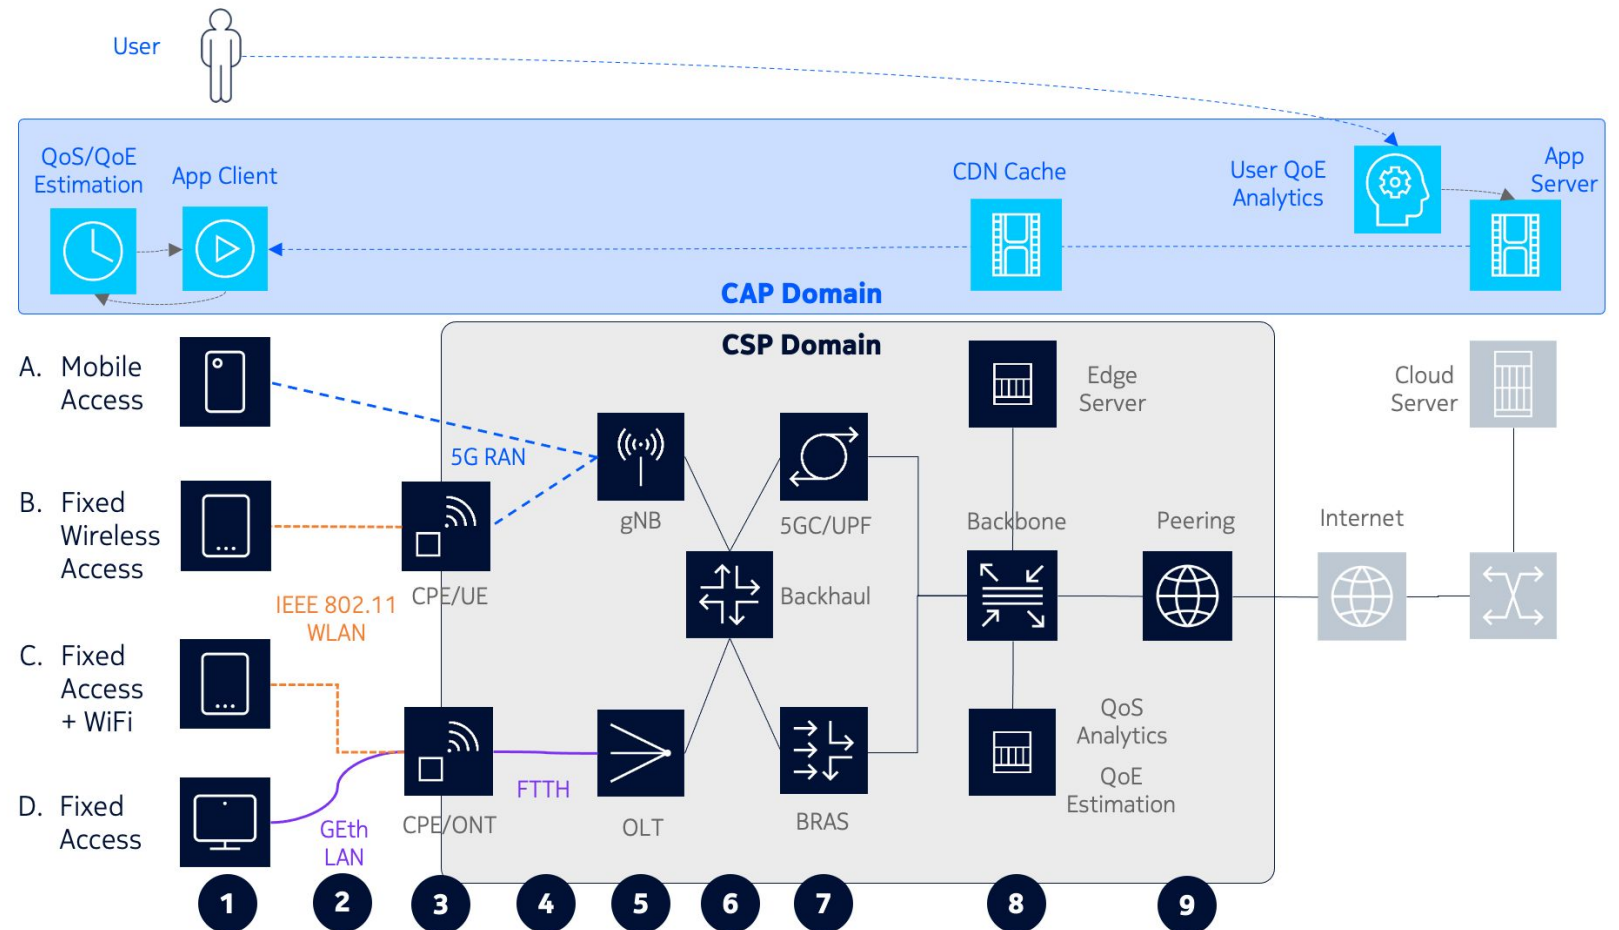 User
QoS/QoE
Estimation
App Client
CDN Cache
User QoE
Analytics
App
Server
CAP Domain
CSP Domain
A. Mobile
Access
5G RAN
gNB
5GC/UPF
Edge
Server
Cloud
Server
B. Fixed
Wireless
Access
IEEE 802.11
WLAN
CPE/UE
Backhaul
Backbone
Peering
Internet
C. Fixed
Access
+ WiFi
D. Fixed
Access
GEth
LAN
CPE/ONT
FTTH
OLT
BRAS
QoS
Analytics
QoE
Estimation
1
2
3
4
5
6
7
8
9